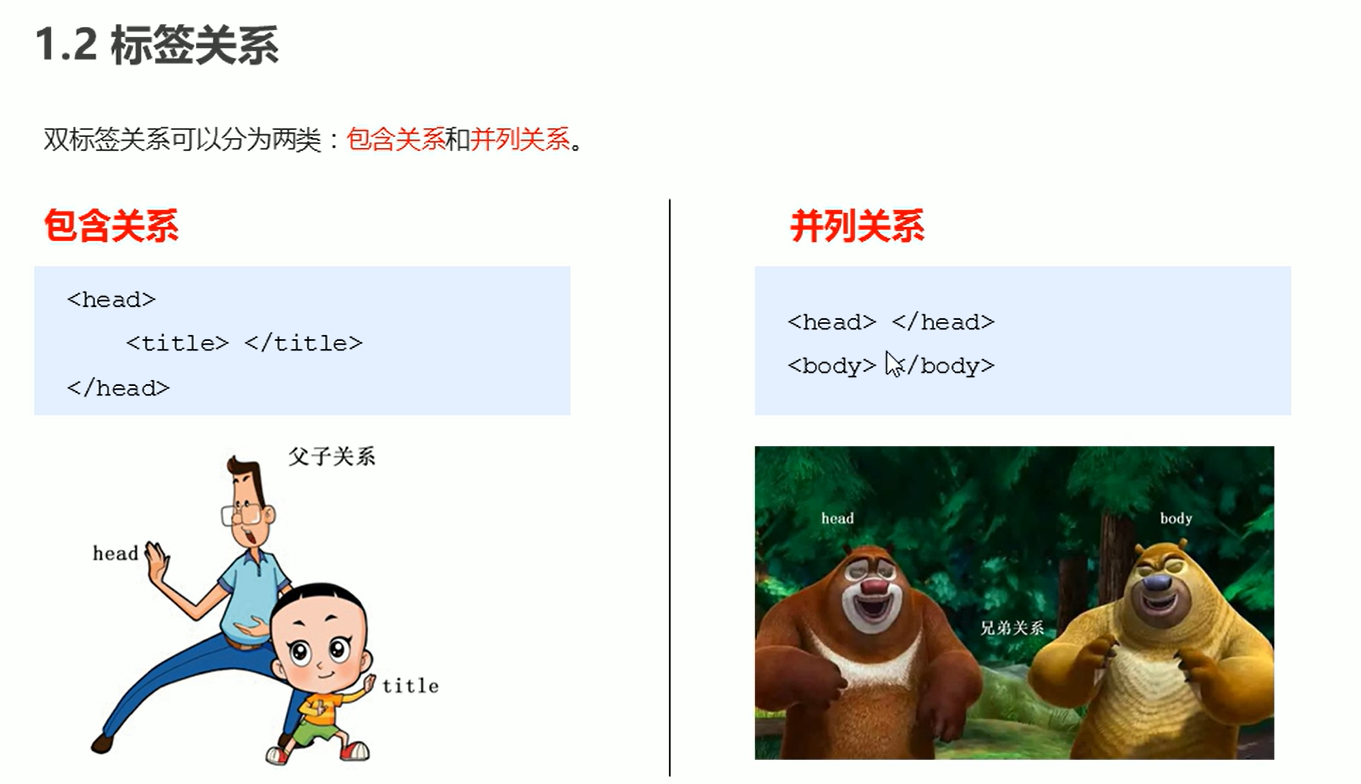 1.2 标签关系
双标签关系可以分为两类：包含关系和并列关系。
包含关系
<head>
<title> </title>
</head>
父子关系
head
title
并列关系
<head> </head>
<body> </body>
head
body
兄弟关系